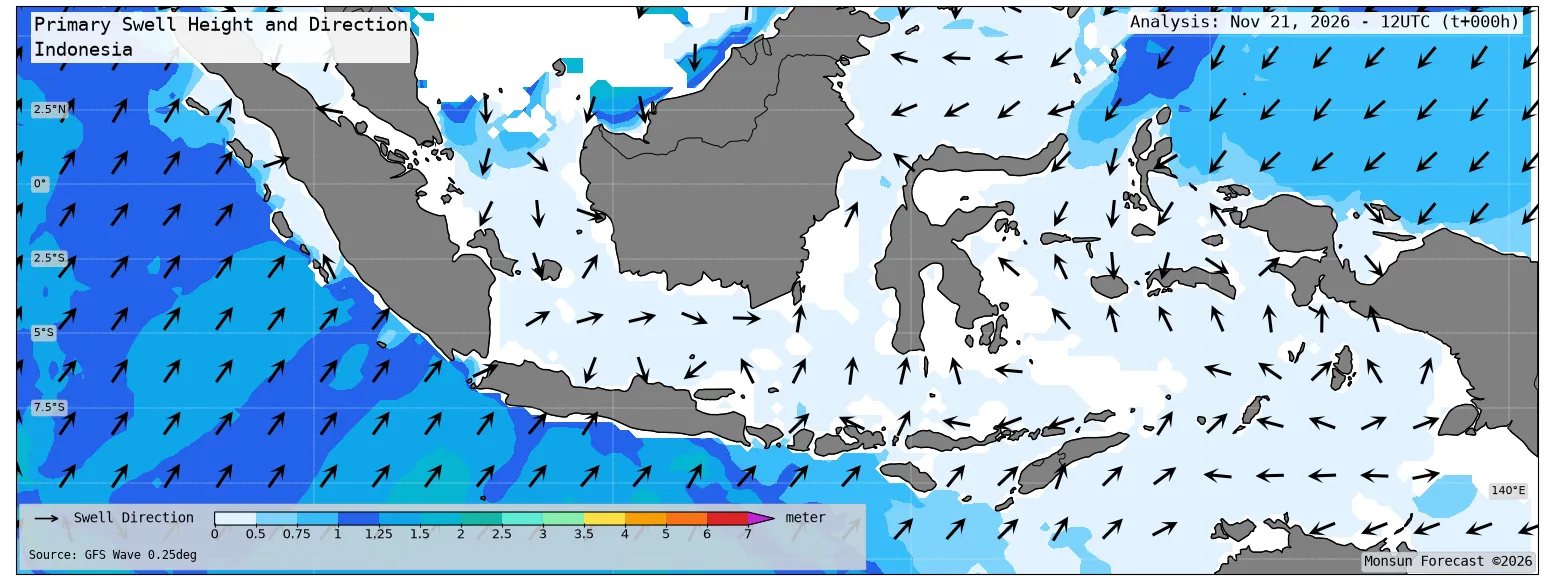 Primary Swell Height and Direction
Indonesia
Analysis: Nov 21, 2026 - 12UTC (t+000h)
2.5°N
0°
2.5°S
5°S
7.5°S
140°E
Swell Direction
0 0.5 0.75 1 1.25 1.5 2 2.5 3 3.5 4 5 6 7
meter
Source: GFS Wave 0.25deg
Monsun Forecast ©2026